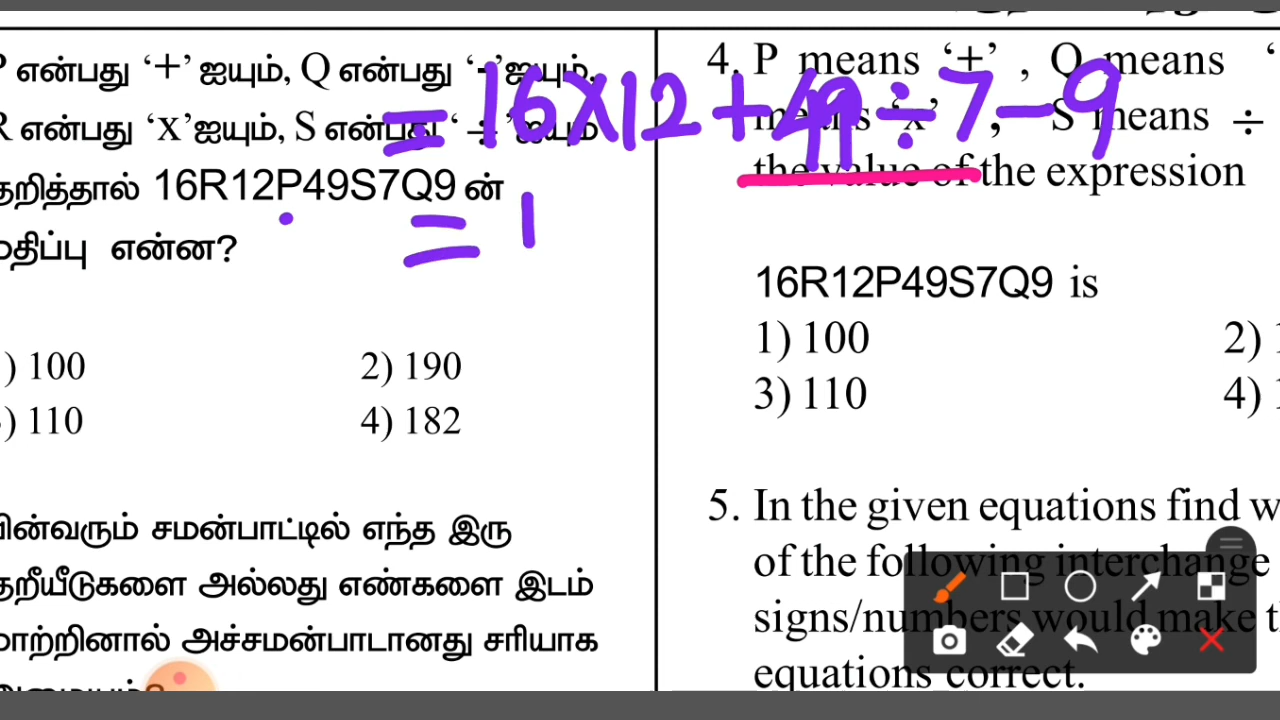 P என்பது ‘+’ ஐயும், Q என்பது ‘-’ஐயும்,
R என்பது ‘x’ஐயும், S என்பது ‘÷’ஐயும்
குறித்தால் 16R12P49S7Q9 ன்
மதிப்பு என்ன?
100
2) 190
110
4) 182
பின்வரும் சமன்பாட்டில் எந்த இரு
குறியீடுகளை அல்லது எண்களை இடம்
மாற்றினால் அச்சமன்பாடானது சரியாக
= 16×12+49÷7-9
= 1
4. P means ‘+’ , Q means ‘
means ‘x’ , S means ÷
the value of the expression
16R12P49S7Q9 is
1) 100
2)
3) 110
4)
5. In the given equations find
of the following interchange
signs/numbers would make
equations correct.